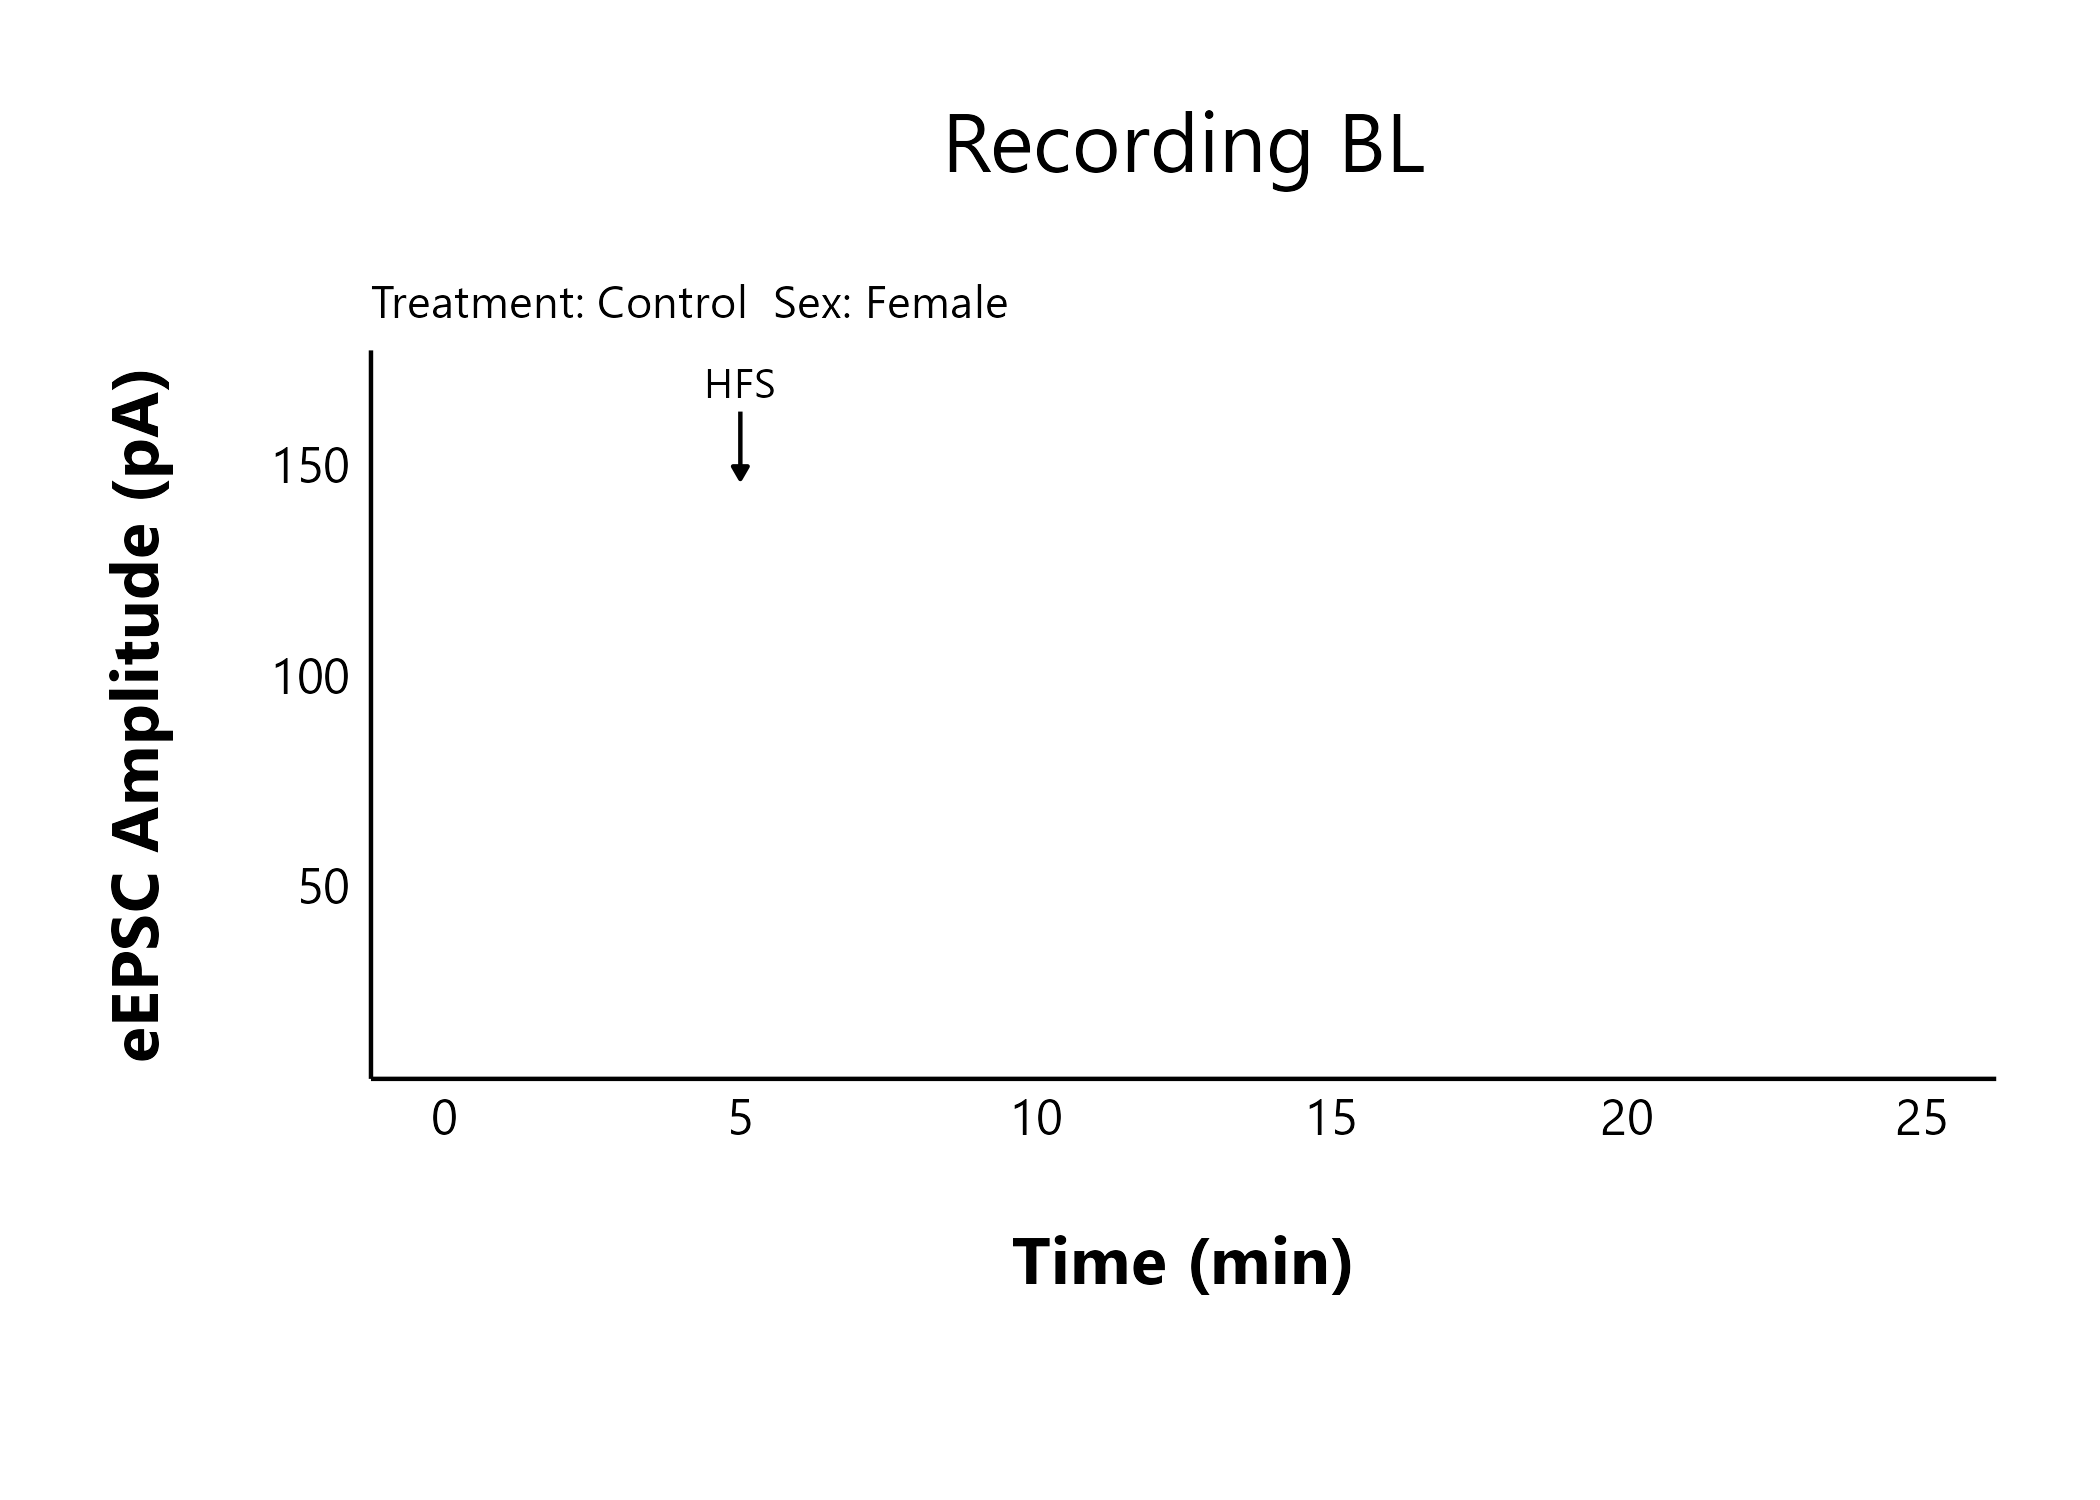 Recording BL
Treatment: Control  Sex: Female
HFS
eEPSC Amplitude (pA)
150
100
50
0 5 10 15 20 25
Time (min)